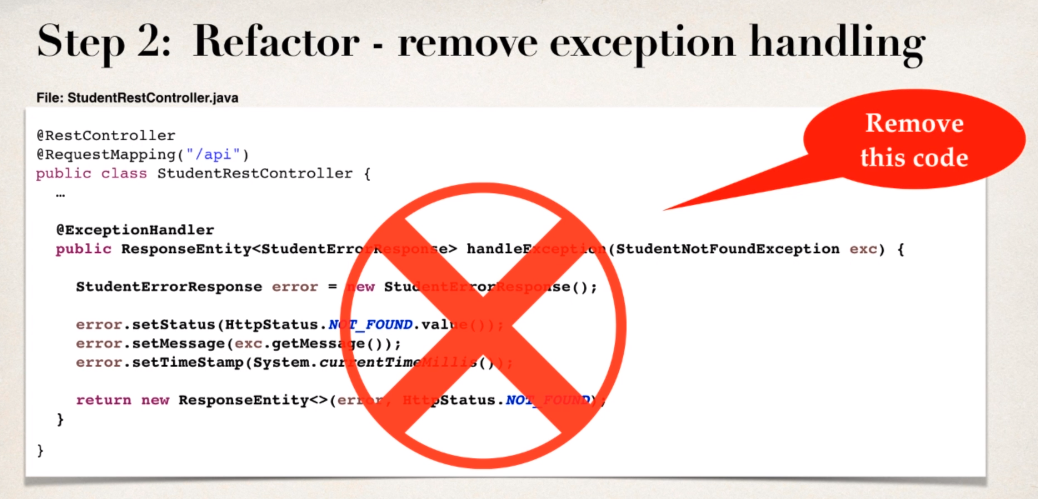 Step 2: Refactor - remove exception handling
File: StudentRestController.java
Remove
this code
@RestController
@RequestMapping("/api")
public class StudentRestController {
…
@ExceptionHandler
public ResponseEntity<StudentErrorResponse> handleException(StudentNotFoundException exc) {
StudentErrorResponse error = new StudentErrorResponse();
error.setStatus(HttpStatus.NOT_FOUND.value());
error.setMessage(exc.getMessage());
error.setTimeStamp(System.currentTimeMillis());
return new ResponseEntity<>(error, HttpStatus.NOT_FOUND);
}
}